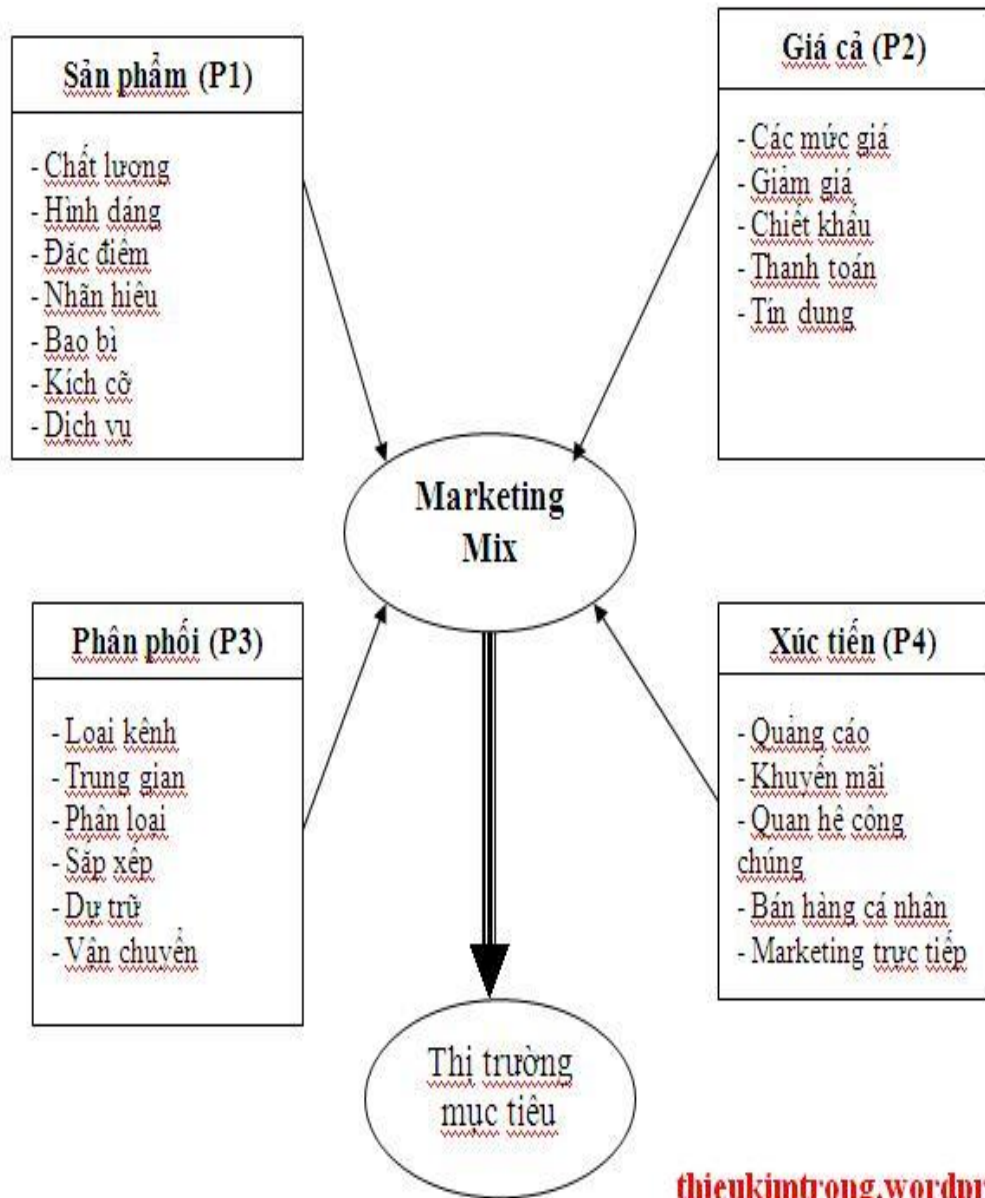 Sản phẩm (P1)
- Chất lượng
- Hình dáng
- Đặc điểm
- Nhãn hiệu
- Bao bì
- Kích cỡ
- Dịch vụ
Giá cả (P2)
- Các mức giá
- Giảm giá
- Chiết khấu
- Thanh toán
- Tín dụng
Marketing
Mix
Phân phối (P3)
- Loại kênh
- Trung gian
- Phân loại
- Sắp xếp
- Dự trữ
- Vận chuyển
Xúc tiến (P4)
- Quảng cáo
- Khuyến mãi
- Quan hệ công
chúng
- Bán hàng cá nhân
- Marketing trực tiếp
Thị trường
mục tiêu